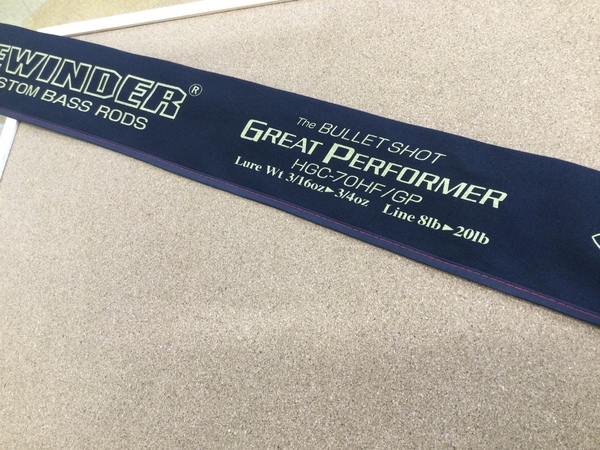 EWINDER®
STOM BASS RODS
The BULLET SHOT
GREAT PERFORMER
HGC-70HF/GP
Lure Wt 3/16oz▶3/4oz Line 8lb▶20lb